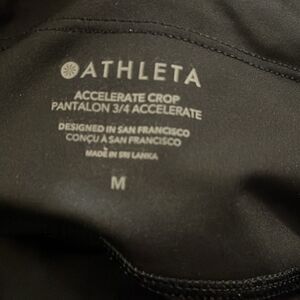 ATHLETA
ACCELERATE CROP
PANTALON 3/4 ACCELERATE
DESIGNED IN SAN FRANCISCO
CONÇU À SAN FRANCISCO
MADE IN SRI LANKA
M